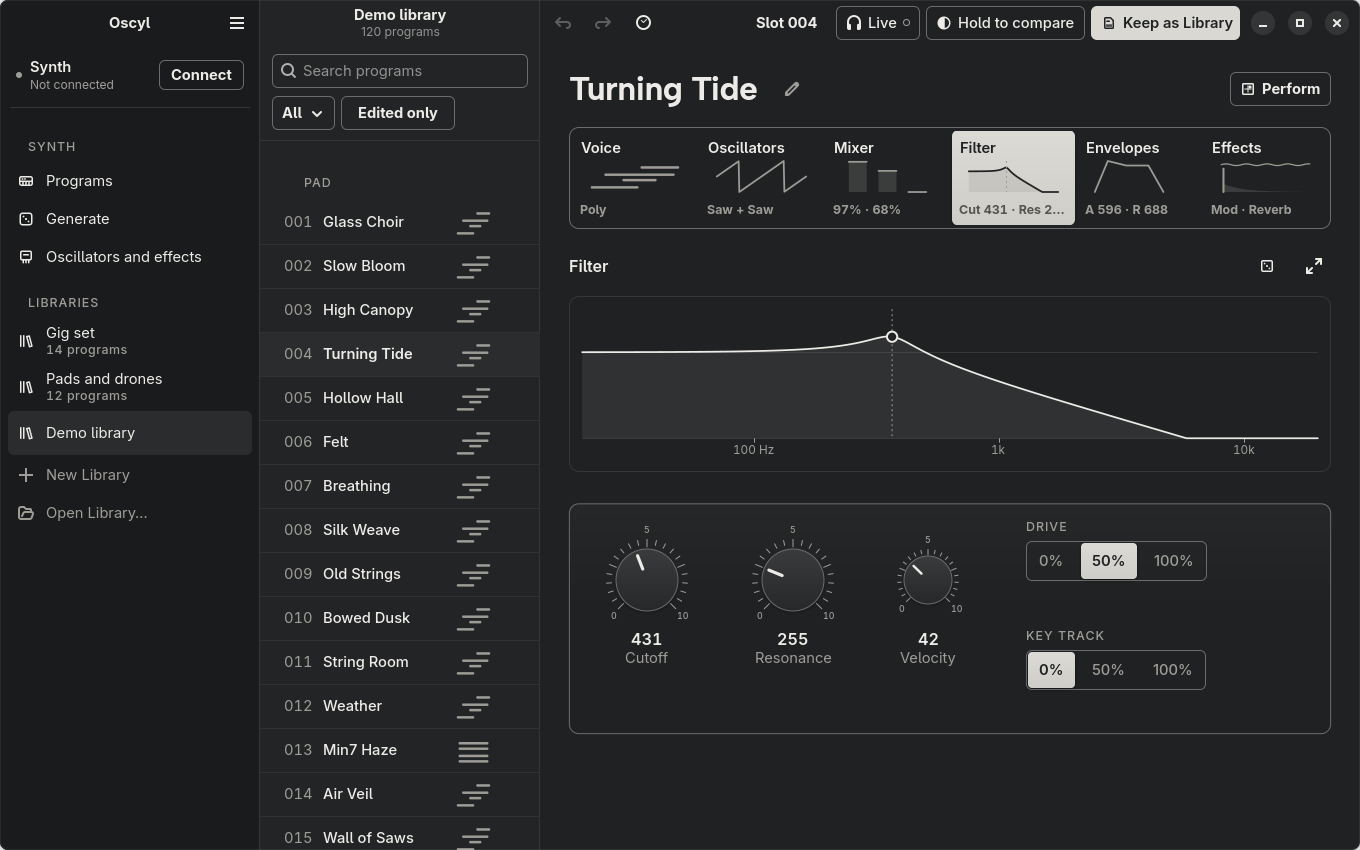 Oscyl
Synth
Not connected
Connect
SYNTH
Programs
Generate
Oscillators and effects
LIBRARIES
Gig set
14 programs
Pads and drones
12 programs
Demo library
New Library
Open Library...
Demo library
120 programs
Search programs
All
Edited only
PAD
001 Glass Choir
002 Slow Bloom
003 High Canopy
004 Turning Tide
005 Hollow Hall
006 Felt
007 Breathing
008 Silk Weave
009 Old Strings
010 Bowed Dusk
011 String Room
012 Weather
013 Min7 Haze
014 Air Veil
015 Wall of Saws
Slot 004
Live
Hold to compare
Keep as Library
Turning Tide
Perform
Voice
Poly
Oscillators
Saw + Saw
Mixer
97% · 68%
Filter
Cut 431 · Res 2…
Envelopes
A 596 · R 688
Effects
Mod · Reverb
Filter
100 Hz 1k 10k
5
0 10
431
Cutoff
5
0 10
255
Resonance
5
0 10
42
Velocity
DRIVE
0% 50% 100%
KEY TRACK
0% 50% 100%